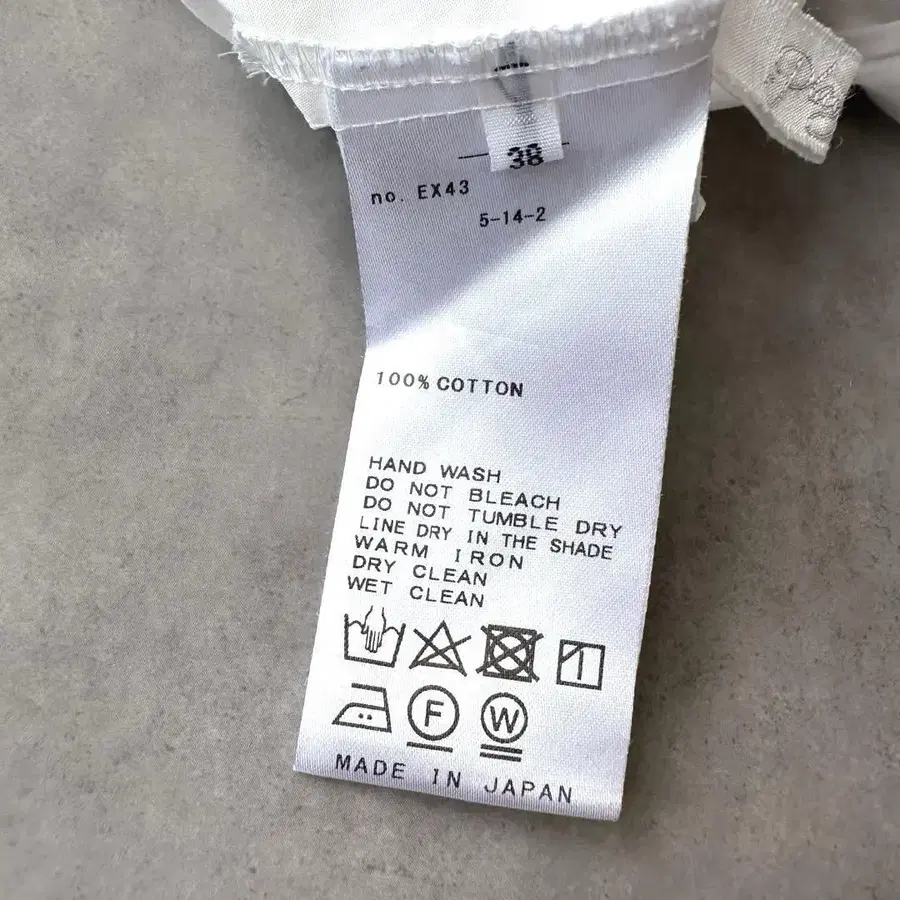 38
no. EX43
5-14-2
100% COTTON
HAND WASH
DO NOT BLEACH
DO NOT TUMBLE DRY
LINE DRY IN THE SHADE
WARM IRON
DRY CLEAN
WET CLEAN
F
W
MADE IN JAPAN